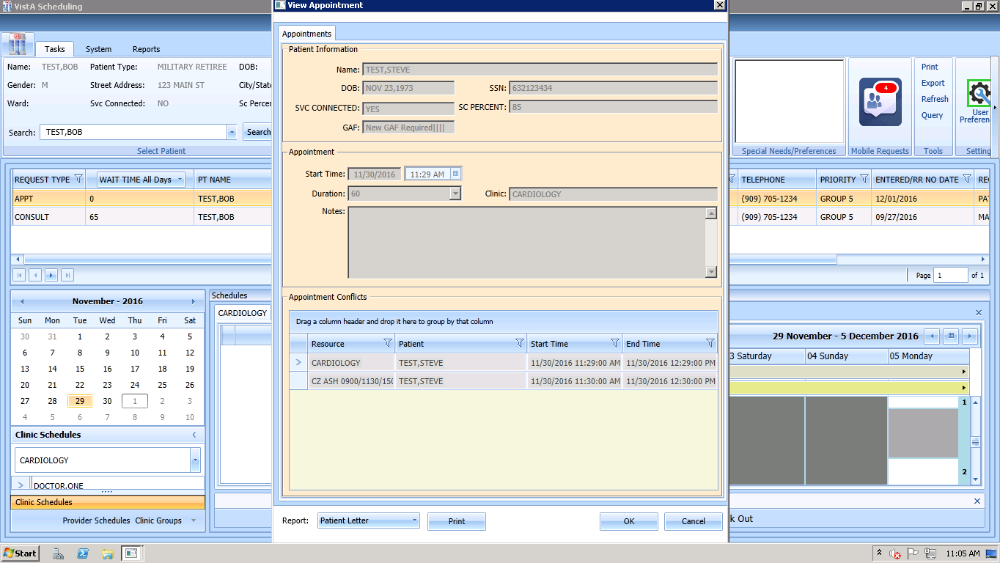 VistA Scheduling
View Appointment
Tasks System Reports
Name: TEST,BOB Patient Type: MILITARY RETIREE DOB:
Gender: M Street Address: 123 MAIN ST City/State
Ward: Svc Connected: NO Sc Percer
Search: TEST,BOB Search
Select Patient
Appointments
Patient Information
Name: TEST,STEVE
DOB: NOV 23,1973 SSN: 632123434
SVC CONNECTED: YES SC PERCENT: 85
GAF: New GAF Required||||
Appointment
Start Time: 11/30/2016 11:29 AM
Duration: 60 Clinic: CARDIOLOGY
Notes:
Appointment Conflicts
Drag a column header and drop it here to group by that column
Resource Patient Start Time End Time
CARDIOLOGY TEST,STEVE 11/30/2016 11:29:00 AM 11/30/2016 12:29:00 PM
CZ ASH 0900/1130/150 TEST,STEVE 11/30/2016 11:30:00 AM 11/30/2016 12:30:00 PM
Report: Patient Letter Print OK Cancel
Special Needs/Preferences
4
Mobile Requests
Print
Export
Refresh
Query
Tools
User
Preferen
Setting
REQUEST TYPE WAIT TIME All Days PT NAME
APPT 0 TEST,BOB
CONSULT 65 TEST,BOB
TELEPHONE PRIORITY ENTERED/RR NO DATE REC
(909) 705-1234 GROUP 5 12/01/2016 PA
(909) 705-1234 GROUP 5 09/27/2016 MA
Page 1 of 1
November - 2016
Sun Mon Tue Wed Thu Fri Sat
30 31 1 2 3 4 5
6 7 8 9 10 11 12
13 14 15 16 17 18 19
20 21 22 23 24 25 26
27 28 29 30 1 2 3
4 5 6 7 8 9 10
Clinic Schedules
CARDIOLOGY
DOCTOR,ONE
Clinic Schedules
Provider Schedules Clinic Groups
Schedules
CARDIOLOGY
29 November - 5 December 2016
3 Saturday 04 Sunday 05 Monday
1
2
k Out
Start 11:05 AM